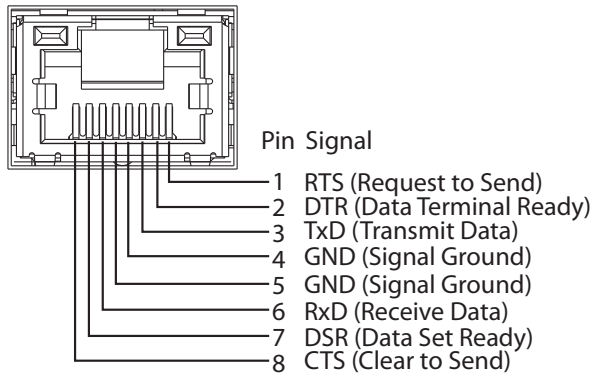 Pin Signal
1 RTS (Request to Send)
2 DTR (Data Terminal Ready)
3 TxD (Transmit Data)
4 GND (Signal Ground)
5 GND (Signal Ground)
6 RxD (Receive Data)
7 DSR (Data Set Ready)
8 CTS (Clear to Send)